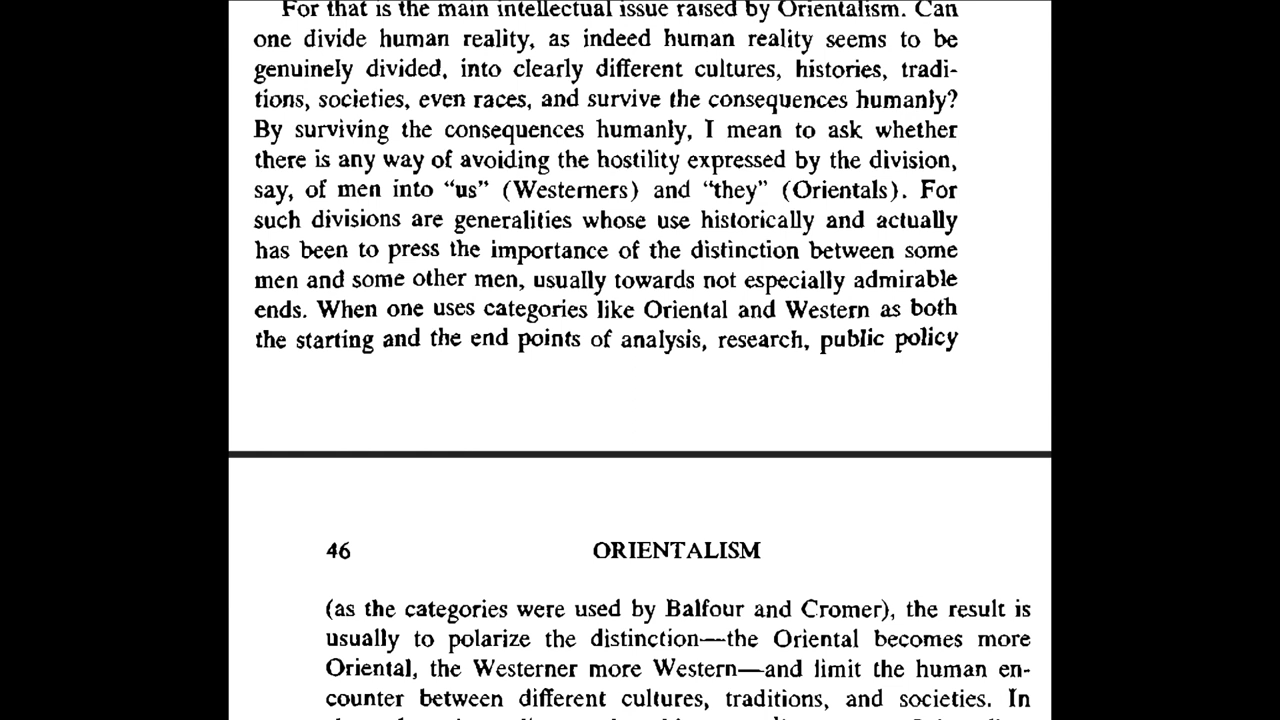 For that is the main intellectual issue raised by Orientalism. Can
one divide human reality, as indeed human reality seems to be
genuinely divided, into clearly different cultures, histories, tradi-
tions, societies, even races, and survive the consequences humanly?
By surviving the consequences humanly, I mean to ask whether
there is any way of avoiding the hostility expressed by the division,
say, of men into “us” (Westerners) and “they” (Orientals). For
such divisions are generalities whose use historically and actually
has been to press the importance of the distinction between some
men and some other men, usually towards not especially admirable
ends. When one uses categories like Oriental and Western as both
the starting and the end points of analysis, research, public policy
46 ORIENTALISM
(as the categories were used by Balfour and Cromer), the result is
usually to polarize the distinction—the Oriental becomes more
Oriental, the Westerner more Western—and limit the human en-
counter between different cultures, traditions, and societies. In